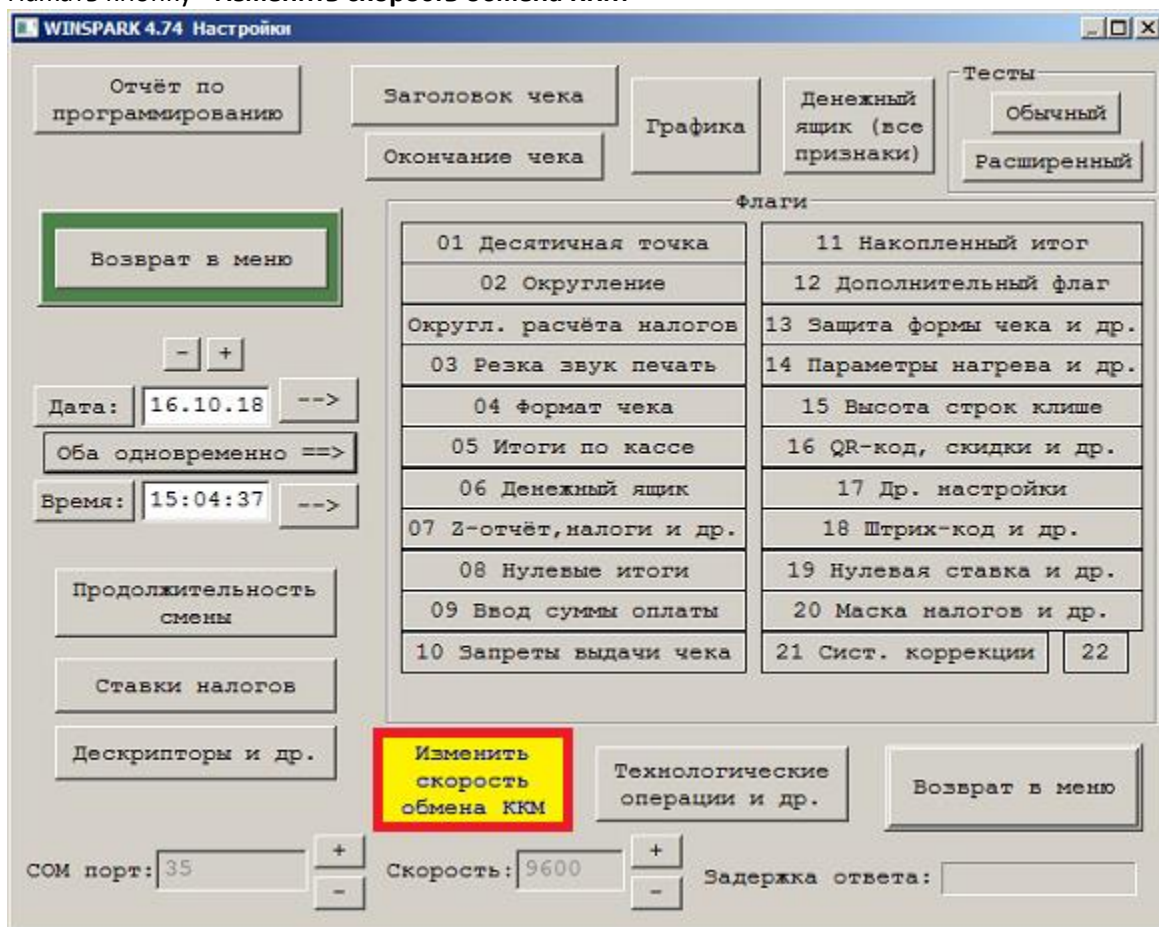 Нажать кнопку "Изменить скорость обмена ККМ"
WINSPARK 4.74 Настройки
Отчёт по
программированию
Заголовок чека
Окончание чека
Графика
Денежный
ящик (все
признаки)
Тесты
Обычный
Расширенный
Возврат в меню
- +
Дата: 16.10.18 -->
Оба одновременно ==>
Время: 15:04:37 -->
Продолжительность
смены
Ставки налогов
Дескрипторы и др.
Флаги
01 Десятичная точка
02 Округление
Округл. расчёта налогов
03 Резка звук печать
04 Формат чека
05 Итоги по кассе
06 Денежный ящик
07 Z-отчёт,налоги и др.
08 Нулевые итоги
09 Ввод суммы оплаты
10 Запреты выдачи чека
11 Накопленный итог
12 Дополнительный флаг
13 Защита формы чека и др.
14 Параметры нагрева и др.
15 Высота строк клише
16 QR-код, скидки и др.
17 Др. настройки
18 Штрих-код и др.
19 Нулевая ставка и др.
20 Маска налогов и др.
21 Сист. коррекции 22
Изменить
скорость
обмена ККМ
Технологические
операции и др.
Возврат в меню
COM порт: 35 + -
Скорость: 9600 + -
Задержка ответа: